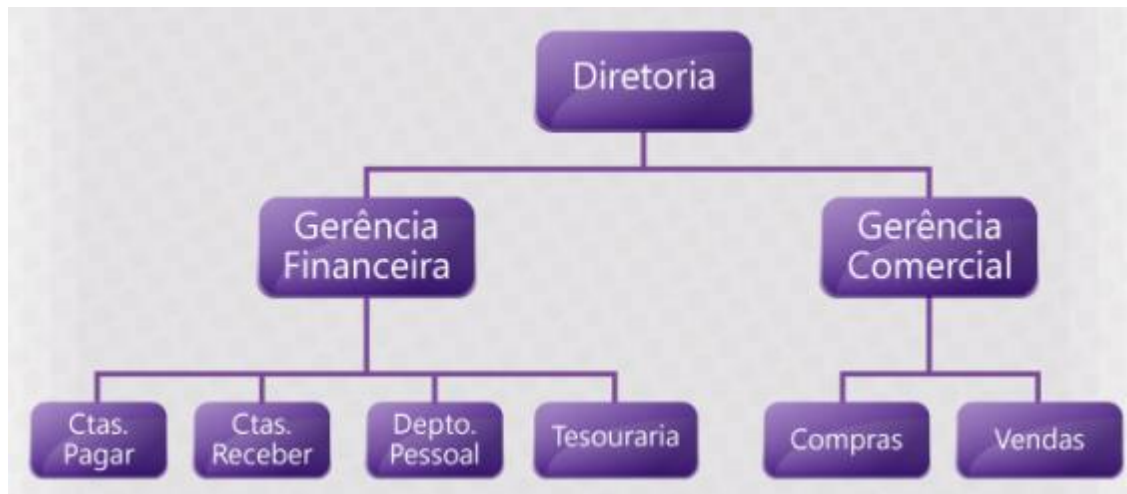 Diretoria
Gerência
Financeira
Gerência
Comercial
Ctas.
Pagar
Ctas.
Receber
Depto.
Pessoal
Tesouraria
Compras
Vendas